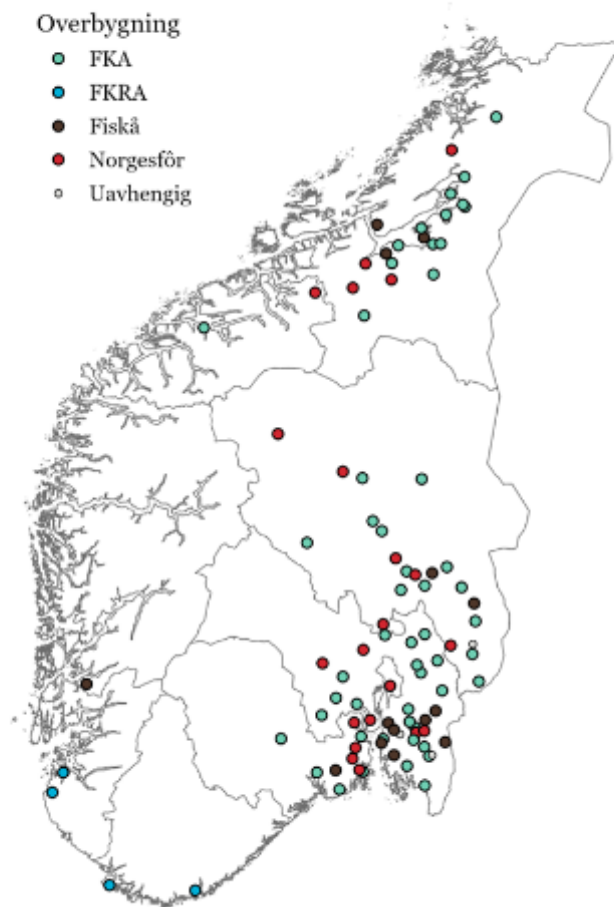 Overbygning
FKA
FKRA
Fiskå
Norgesfôr
Uavhengig